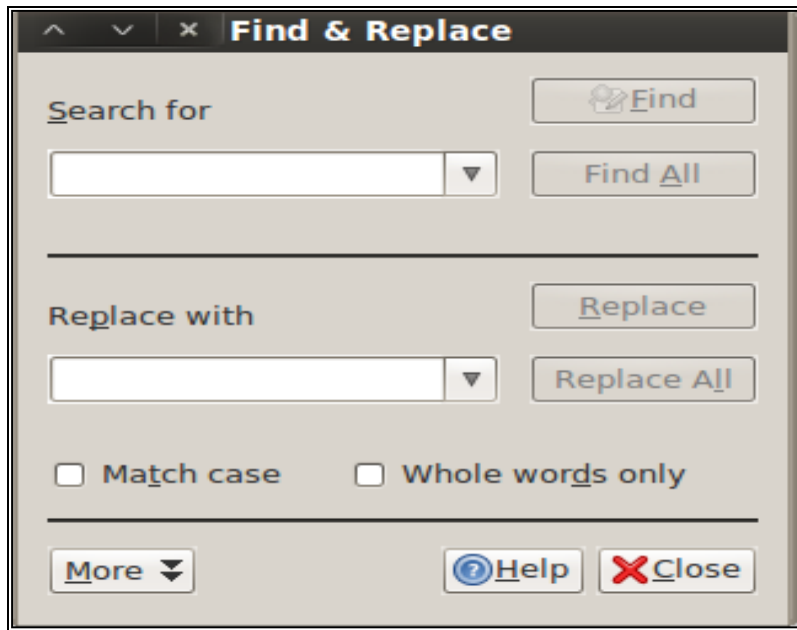 Find & Replace
Search for
Find
Find All
Replace with
Replace
Replace All
Match case
Whole words only
More
Help
Close